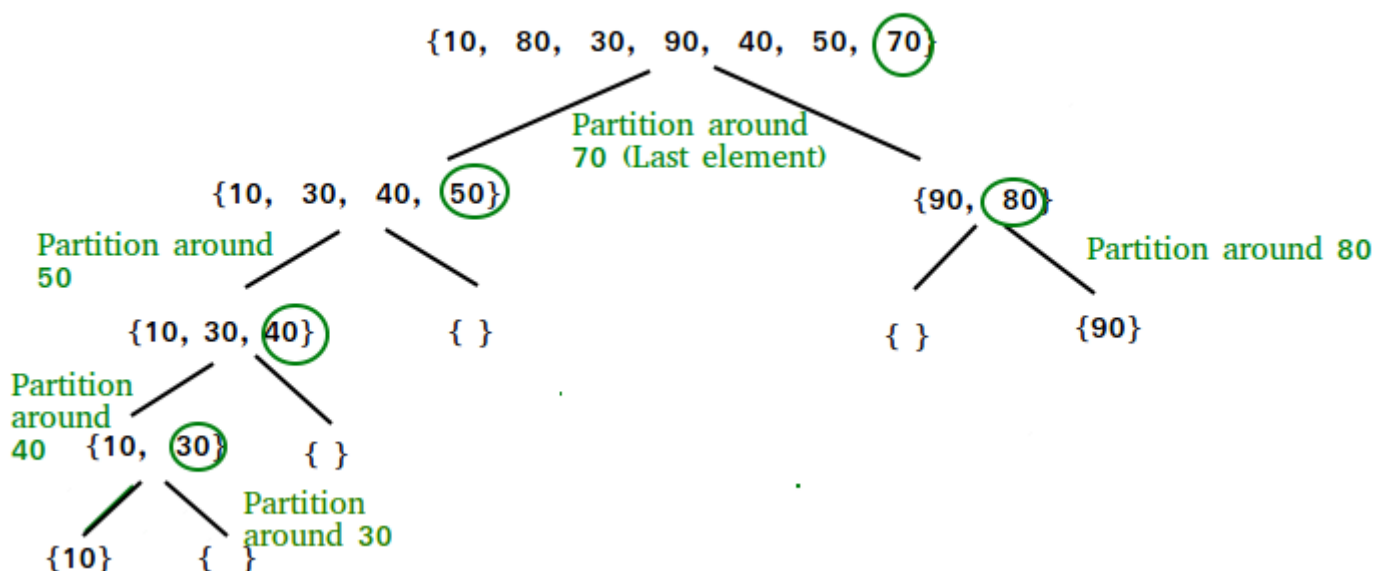 {10, 80, 30, 90, 40, 50, 70}
Partition around
70 (Last element)
{10, 30, 40, 50}
{90, 80}
Partition around
50
Partition around 80
{10, 30, 40}
{ }
{ }
{90}
Partition
around
40
{10, 30}
{ }
Partition
around 30
{10}
{ }